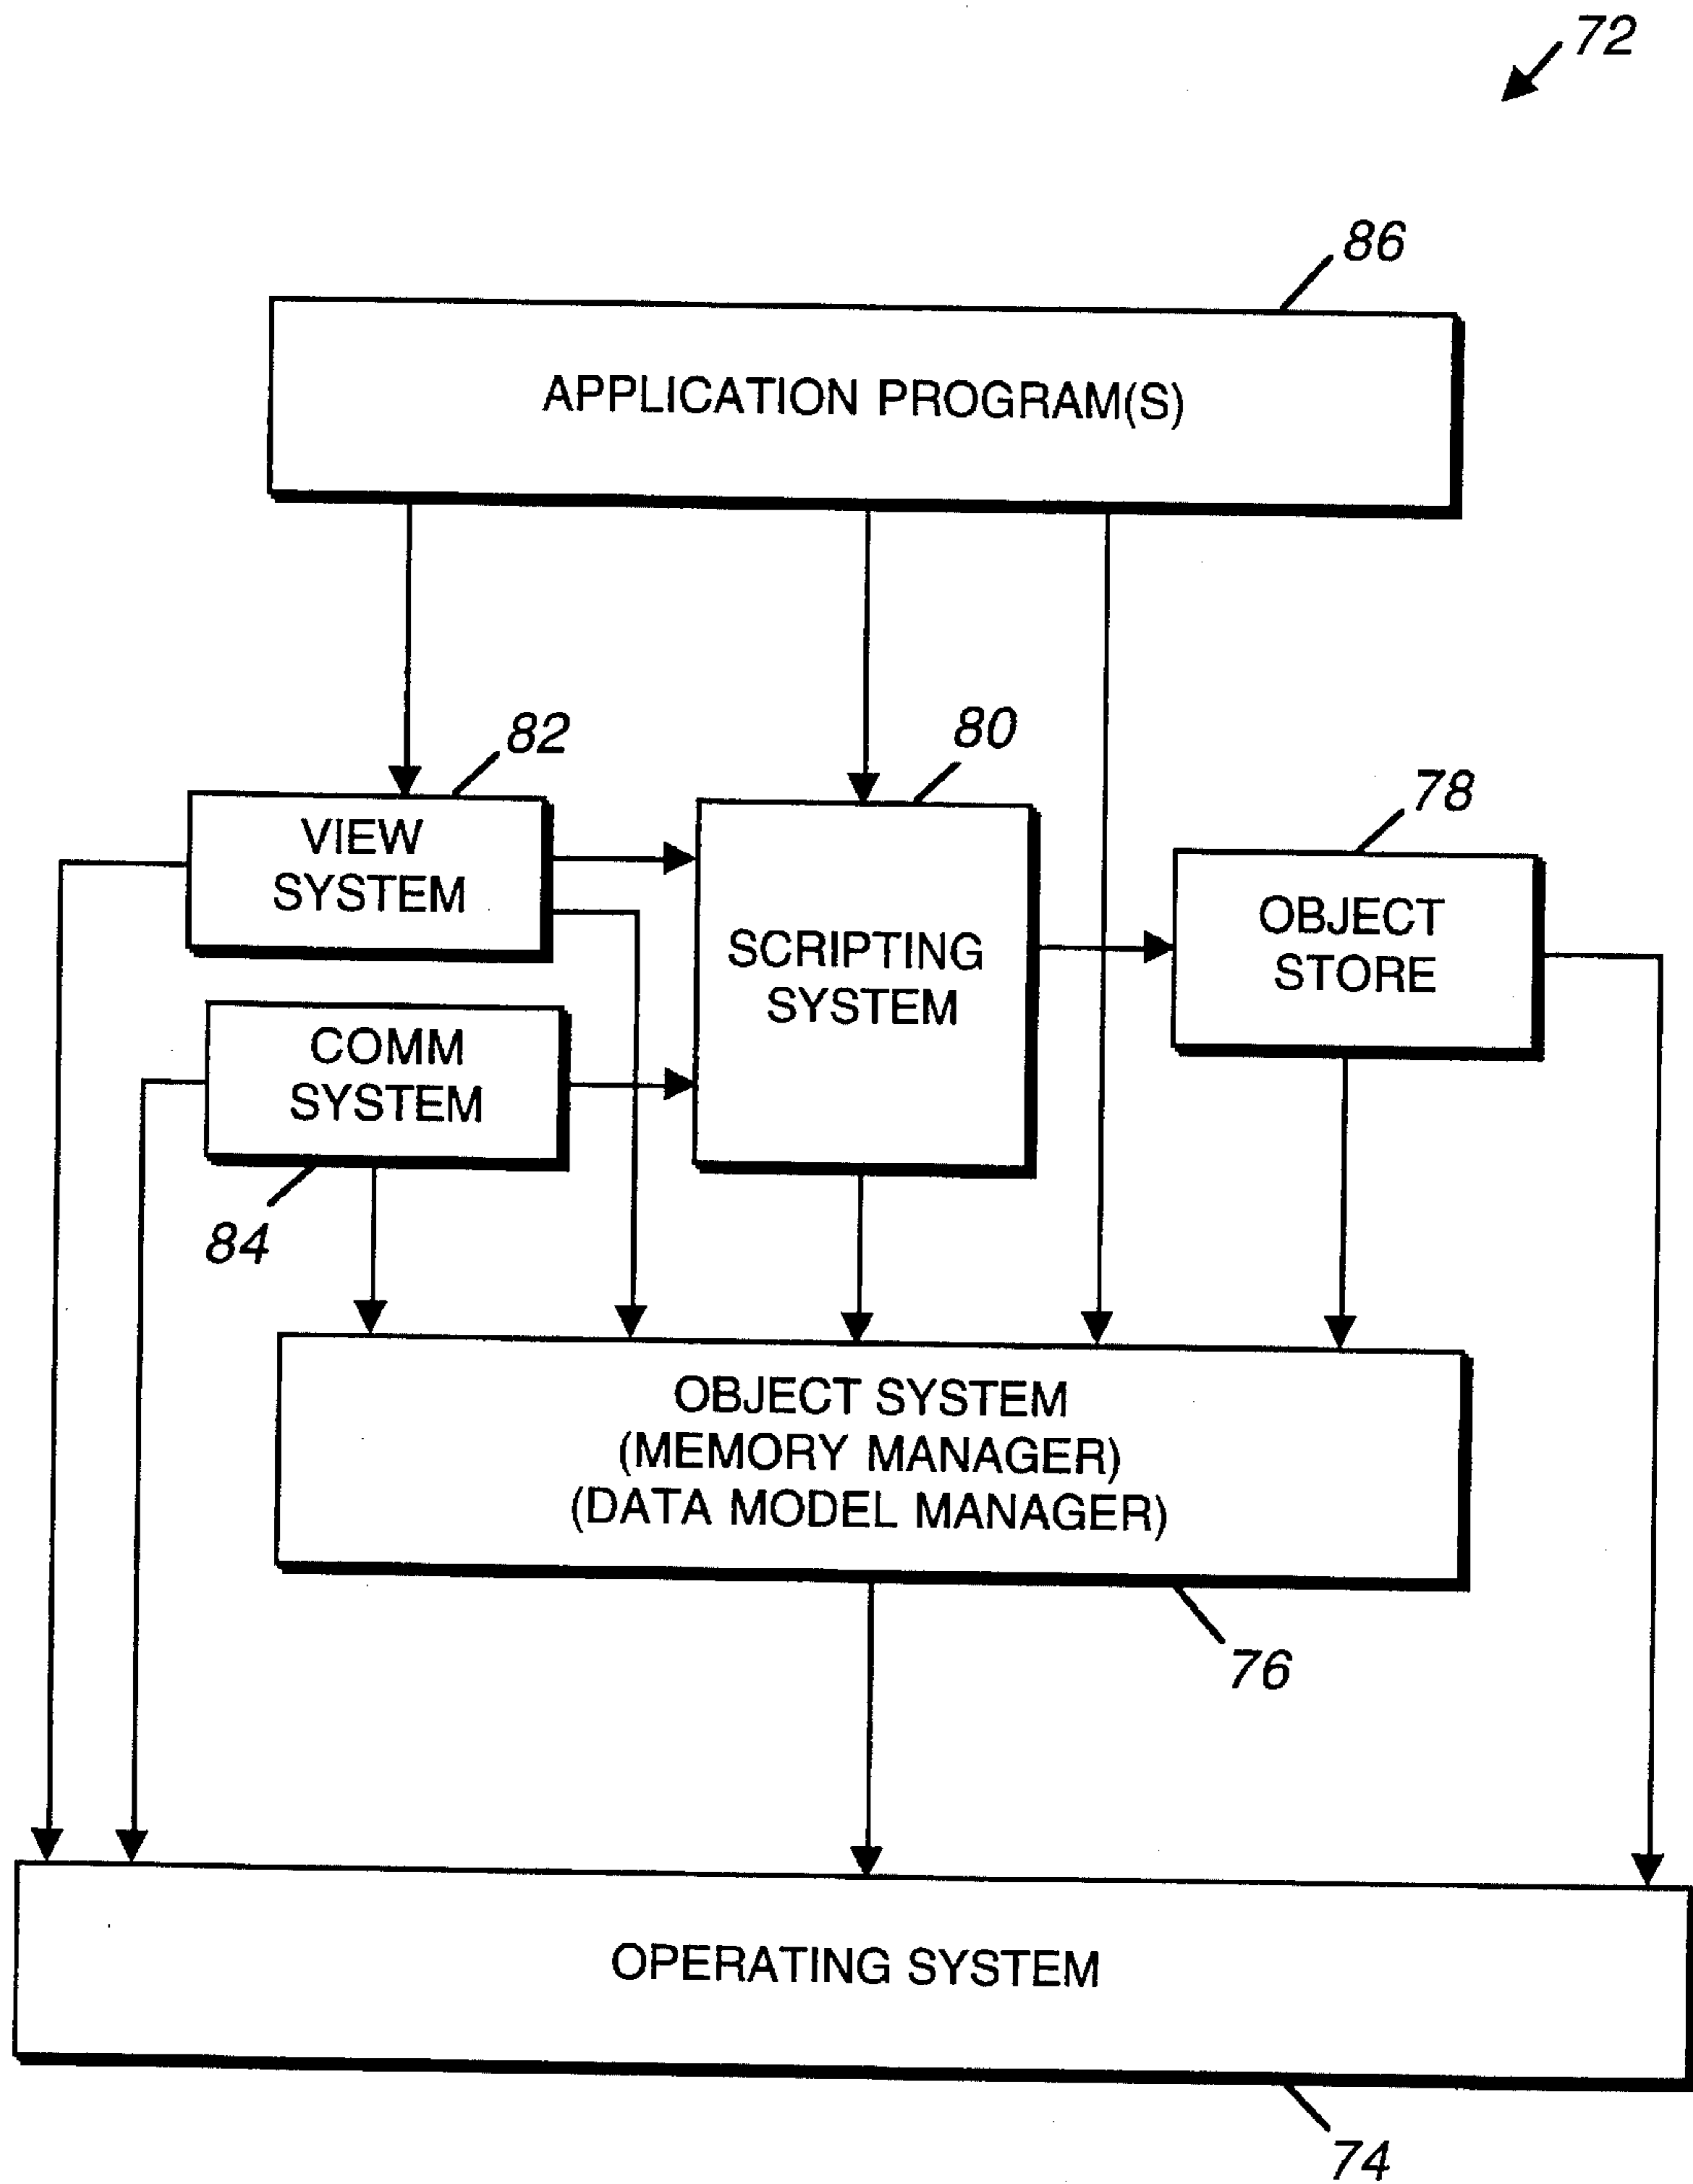 72
86
APPLICATION PROGRAM(S)
82
80
78
VIEW
SYSTEM
SCRIPTING
SYSTEM
OBJECT
STORE
COMM
SYSTEM
84
OBJECT SYSTEM
(MEMORY MANAGER)
(DATA MODEL MANAGER)
76
OPERATING SYSTEM
74